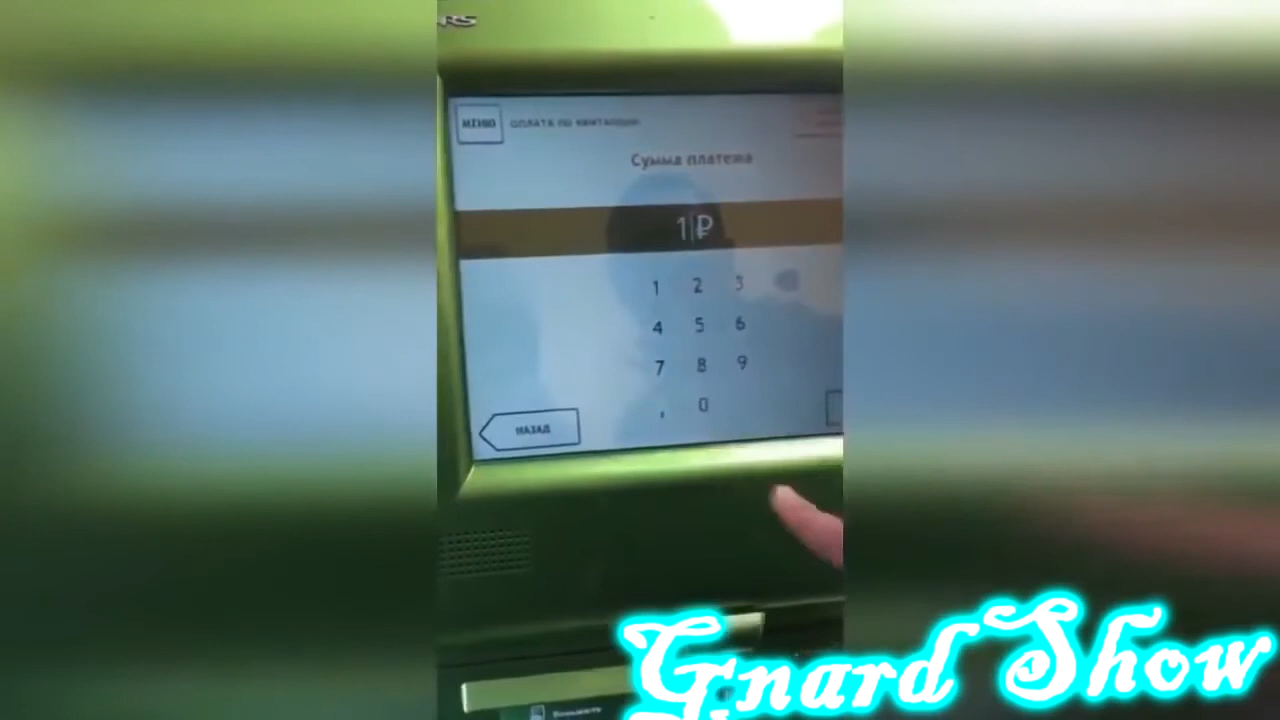 RS
МЕНЮ
ОПЛАТА ПО КВИТАНЦИИ
Сумма платежа
1 ₽
1 2 3
4 5 6
7 8 9
, 0
НАЗАД
Gnard Show